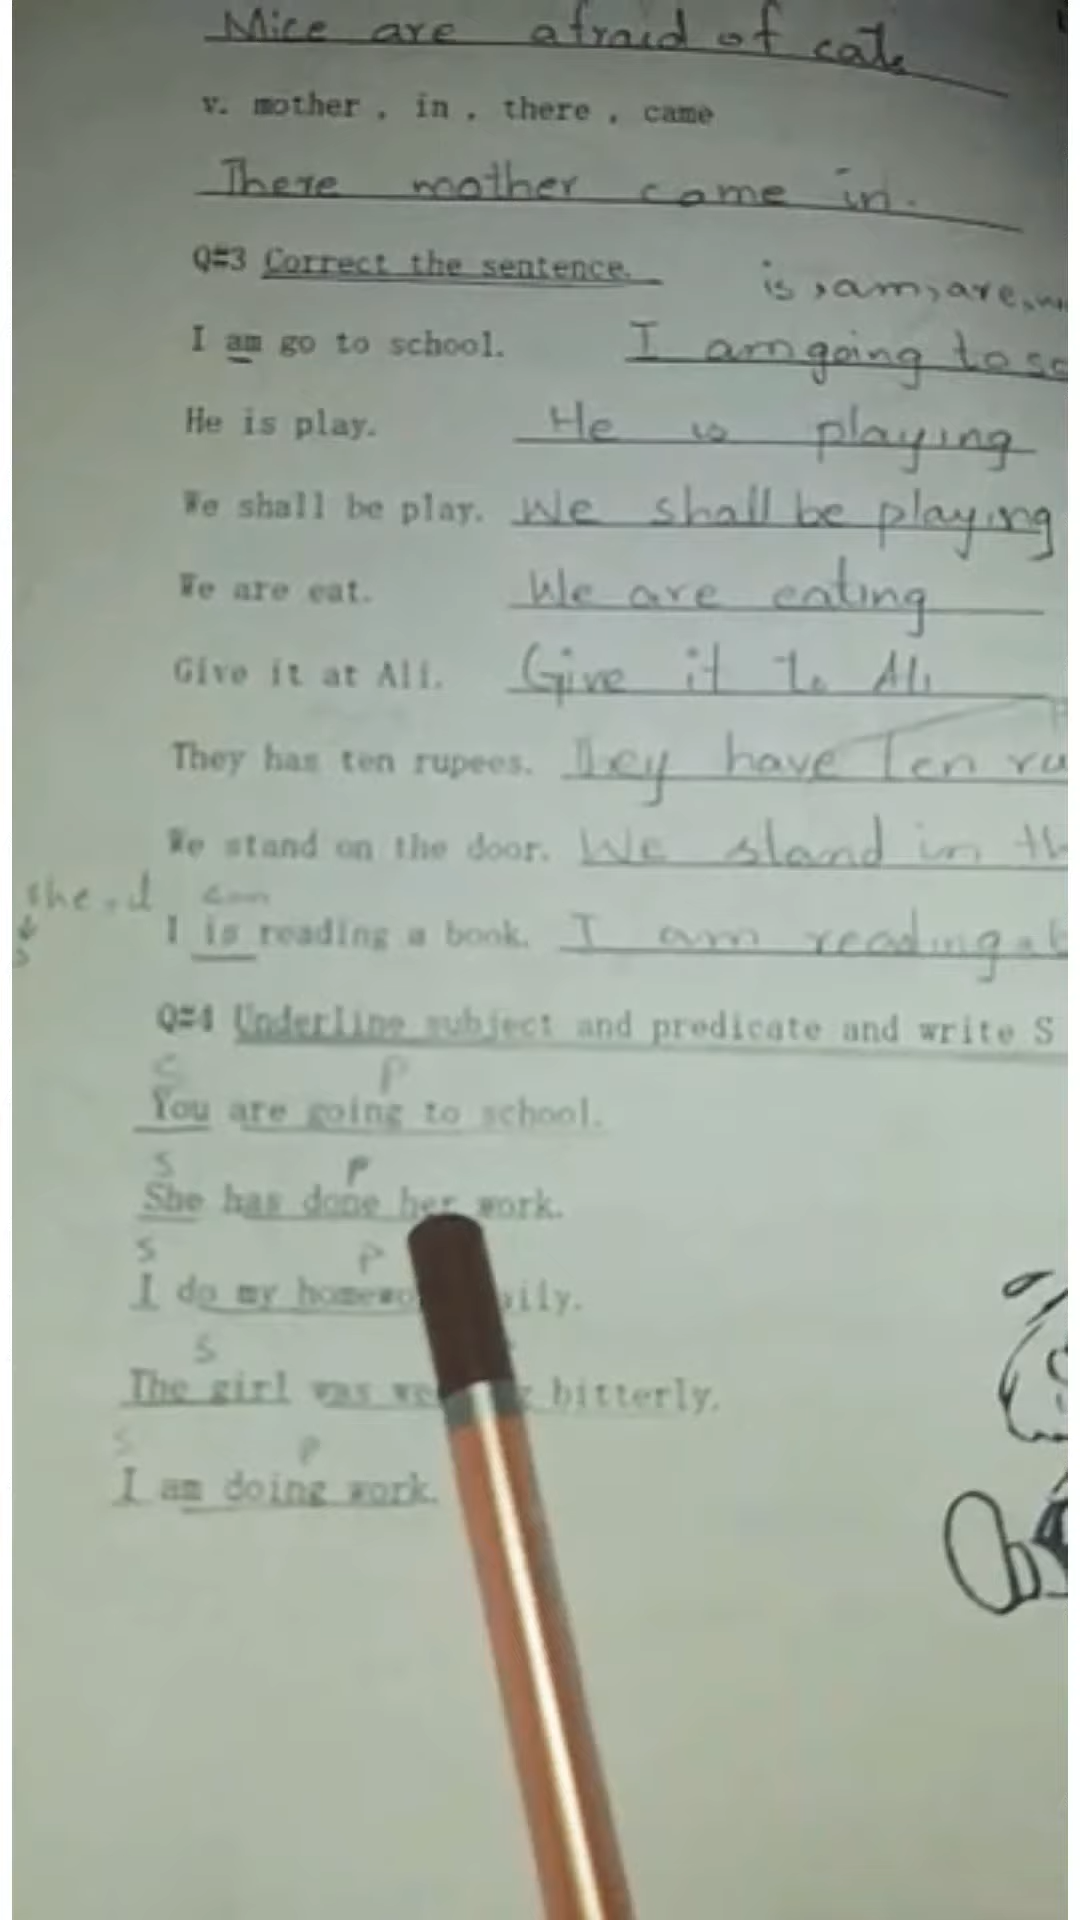 Mice are afraid of cats
v. mother , in , there , came
There mother come in.
Q#3 Correct the sentence.
is , am, are,
I am go to school. I am going to
He is play. He is playing
We shall be play. We shall be playing
We are eat. We are eating
Give it at Ali. Give it to Ali
They has ten rupees. They have Ten
We stand on the door. We stand in
she
I is reading a book. I am reading
Q#4 Underline subject and predicate and write S
S P
You are going to school.
S P
She has done her work.
S P
I do my
S
The girl was bitterly.
S P
I am doing work.